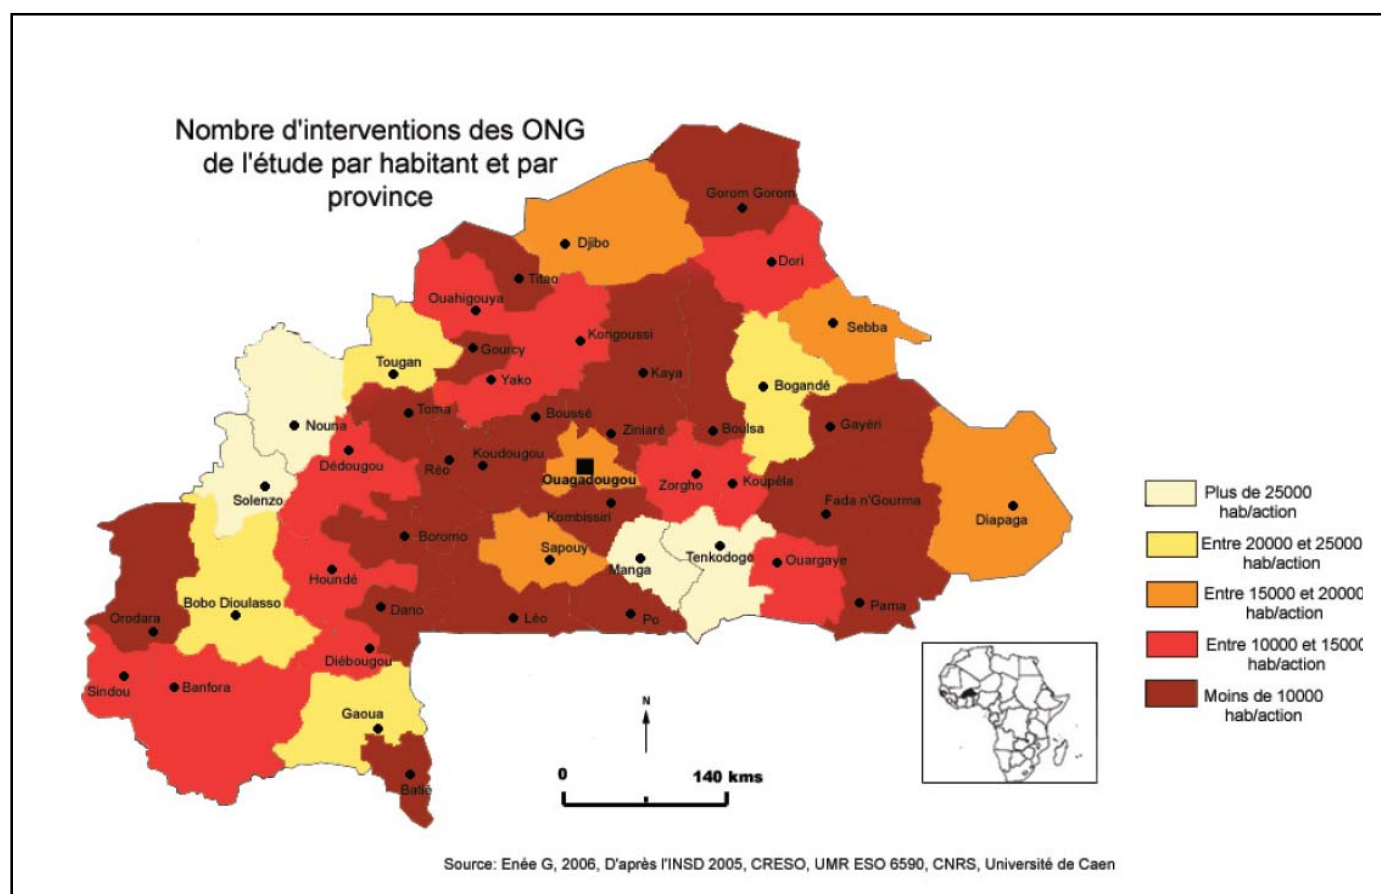 Nombre d'interventions des ONG
de l'étude par habitant et par
province
Gorom Gorom
Djibo
Dori
Titao
Ouahigouya
Sebba
Kongoussi
Gourcy
Tougan
Kaya
Yako
Bogandé
Toma
Boussé
Nouna
Ziniaré
Boulsa
Gayéri
Dédougou
Koudougou
Réo
Ouagadougou
Zorgho
Koupéla
Solenzo
Fada n'Gourma
Diapaga
Kombissiri
Boromo
Sapouy
Tenkodogo
Manga
Ouargaye
Houndé
Bobo Dioulasso
Dano
Pama
Orodara
Léo
Po
Diébougou
Sindou
Banfora
Gaoua
Batié
Plus de 25000
hab/action
Entre 20000 et 25000
hab/action
Entre 15000 et 20000
hab/action
Entre 10000 et 15000
hab/action
Moins de 10000
hab/action
N
0 140 kms
Source: Enée G, 2006, D'après l'INSD 2005, CRESO, UMR ESO 6590, CNRS, Université de Caen